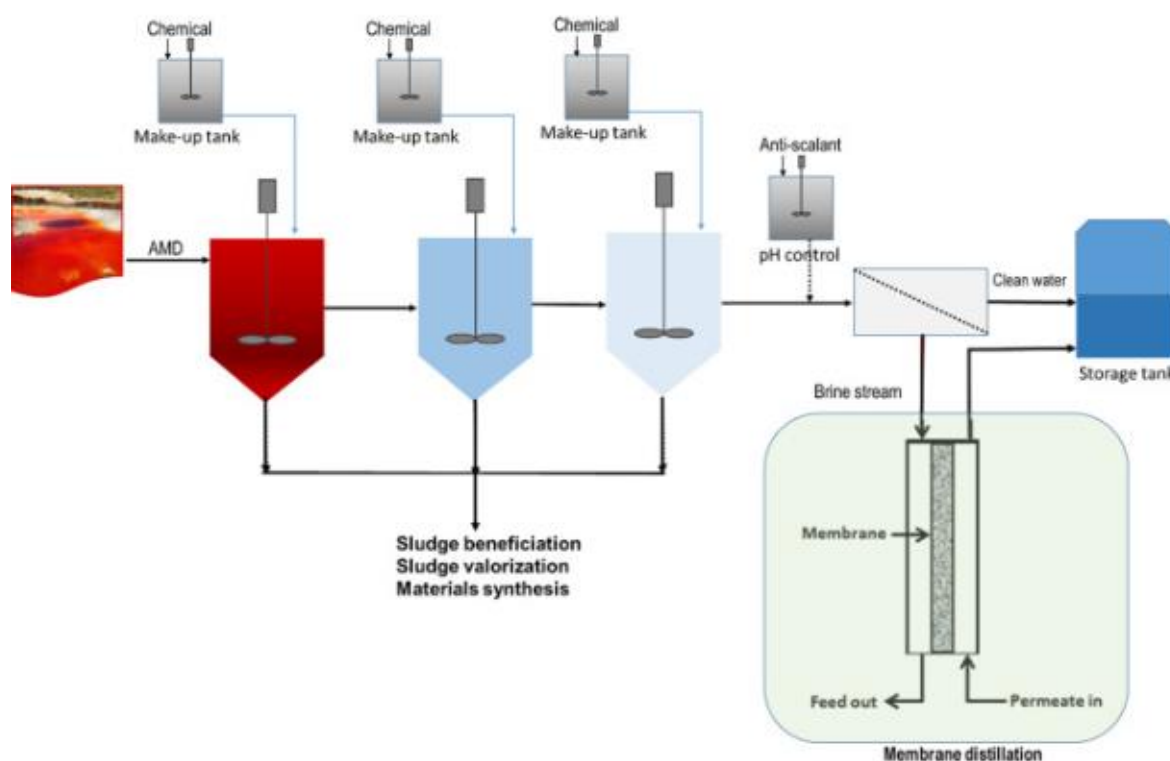 Chemical
Chemical
Chemical
Make-up tank
Make-up tank
Make-up tank
Anti-scalant
AMD
pH control
Clean water
Storage tank
Brine stream
Membrane
Sludge beneficiation
Sludge valorization
Materials synthesis
Feed out
Permeate in
Membrane distillation